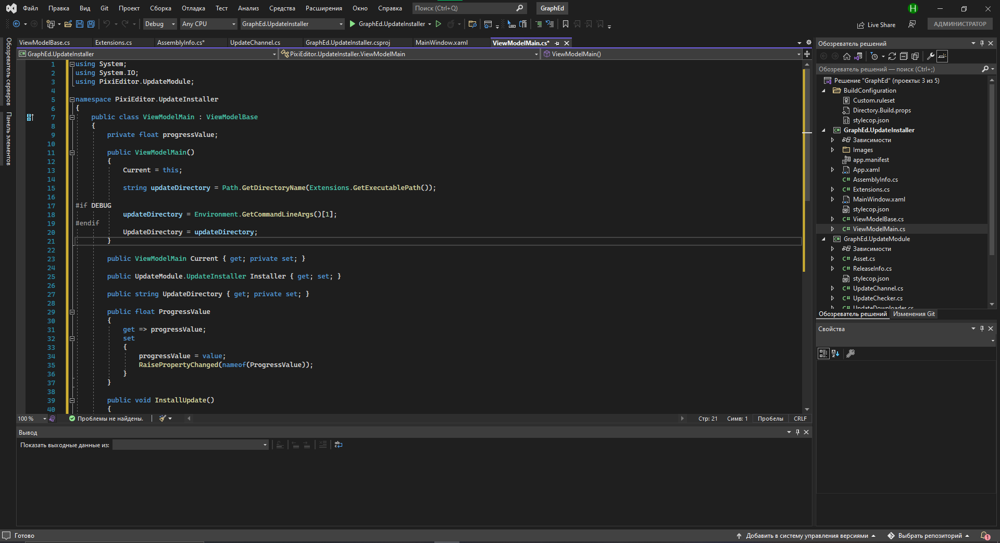 Файл Правка Вид Git Проект Сборка Отладка Тест Анализ Средства Расширения Окно Справка Поиск (Ctrl+Q) GraphEd H
Debug Any CPU GraphEd.UpdateInstaller GraphEd.UpdateInstaller Live Share АДМИНИСТРАТОР
ViewModelBase.cs Extensions.cs AssemblyInfo.cs* UpdateChannel.cs GraphEd.UpdateInstaller.csproj MainWindow.xaml ViewModelMain.cs*
GraphEd.UpdateInstaller PixiEditor.UpdateInstaller.ViewModelMain ViewModelMain()
Обозреватель серверов
Панель элементов
1 using System;
2 using System.IO;
3 using PixiEditor.UpdateModule;
4
5 namespace PixiEditor.UpdateInstaller
6 {
7 public class ViewModelMain : ViewModelBase
8 {
9 private float progressValue;
10
11 public ViewModelMain()
12 {
13 Current = this;
14
15 string updateDirectory = Path.GetDirectoryName(Extensions.GetExecutablePath());
16
17 #if DEBUG
18 updateDirectory = Environment.GetCommandLineArgs()[1];
19 #endif
20 UpdateDirectory = updateDirectory;
21 }
22
23 public ViewModelMain Current { get; private set; }
24
25 public UpdateModule.UpdateInstaller Installer { get; set; }
26
27 public string UpdateDirectory { get; private set; }
28
29 public float ProgressValue
30 {
31 get => progressValue;
32 set
33 {
34 progressValue = value;
35 RaisePropertyChanged(nameof(ProgressValue));
36 }
37 }
38
39 public void InstallUpdate()
40 {
100 % Проблемы не найдены. Стр: 21 Симв: 1 Пробелы CRLF
Вывод
Показать выходные данные из:
Обозреватель решений
Обозреватель решений — поиск (Ctrl+;)
Решение "GraphEd" (проекты: 3 из 5)
BuildConfiguration
Custom.ruleset
Directory.Build.props
stylecop.json
GraphEd.UpdateInstaller
Зависимости
Images
app.manifest
App.xaml
AssemblyInfo.cs
Extensions.cs
MainWindow.xaml
stylecop.json
ViewModelBase.cs
ViewModelMain.cs
GraphEd.UpdateModule
Зависимости
Asset.cs
ReleaseInfo.cs
stylecop.json
UpdateChannel.cs
UpdateChecker.cs
UpdateDownloader.cs
Обозреватель решений Изменения Git
Свойства
Готово Добавить в систему управления версиями Выбрать репозиторий 1